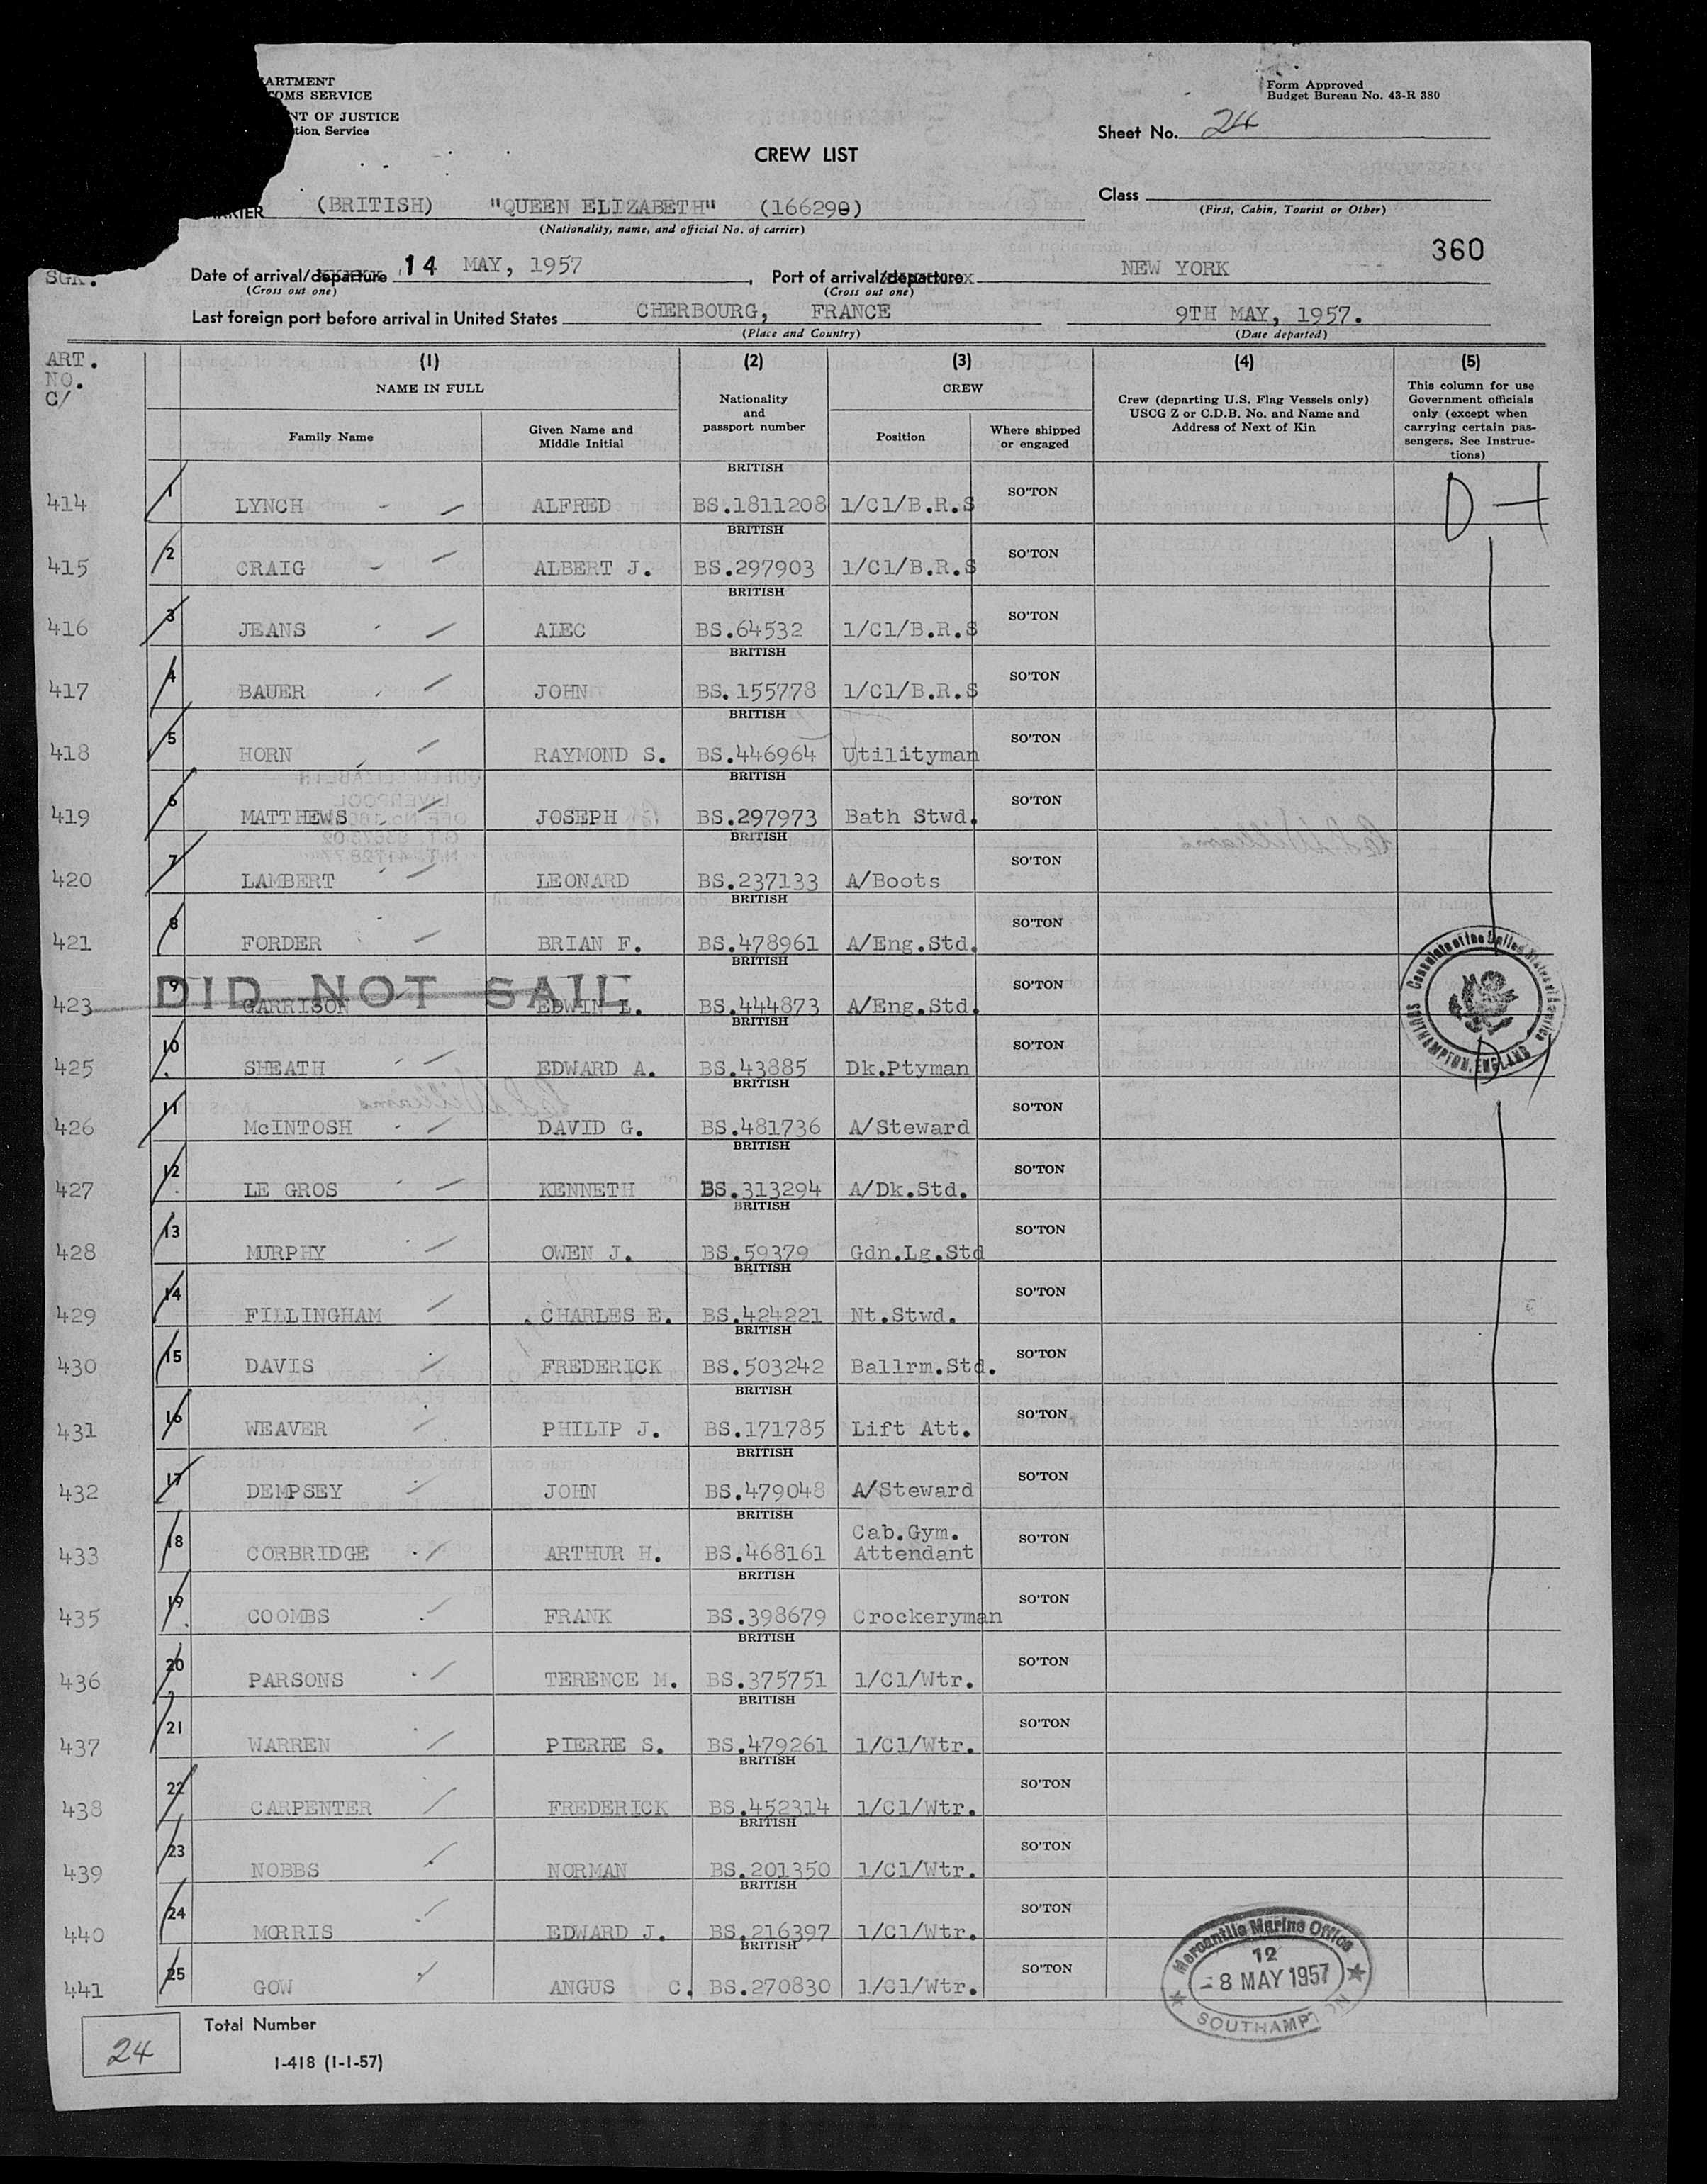 ARTMENT
OMS SERVICE
NT OF JUSTICE
tion Service
Form Approved
Budget Bureau No. 43-R 380
Sheet No. 24
CREW LIST
Class
(First, Cabin, Tourist or Other)
RIER (BRITISH) "QUEEN ELIZABETH" (166290)
(Nationality, name, and official No. of carrier)
360
SGK.
Date of arrival/departure 14 MAY, 1957, Port of arrival/departure NEW YORK
(Cross out one) (Cross out one)
Last foreign port before arrival in United States CHERBOURG, FRANCE 9TH MAY, 1957.
(Place and Country) (Date departed)
ART.
NO.
C/
(1) (2) (3) (4) (5)
NAME IN FULL
Family Name
Given Name and
Middle Initial
Nationality
and
passport number
CREW
Position
Where shipped
or engaged
Crew (departing U.S. Flag Vessels only)
USCG Z or C.D.B. No. and Name and
Address of Next of Kin
This column for use
Government officials
only (except when
carrying certain pas-
sengers. See Instruc-
tions)
BRITISH
414 1 LYNCH ALFRED BS.1811208 1/Cl/B.R.S SO'TON D-1
BRITISH
415 2 CRAIG ALBERT J. BS.297903 1/Cl/B.R.S SO'TON
BRITISH
416 3 JEANS ALEC BS.64532 1/Cl/B.R.S SO'TON
BRITISH
417 4 BAUER JOHN BS.155778 1/Cl/B.R.S SO'TON
BRITISH
418 5 HORN RAYMOND S. BS.446964 Utilityman SO'TON
BRITISH
419 6 MATTHEWS JOSEPH BS.297973 Bath Stwd. SO'TON
BRITISH
420 7 LAMBERT LEONARD BS.237133 A/Boots SO'TON
BRITISH
421 8 FORDER BRIAN F. BS.478961 A/Eng.Std. SO'TON
BRITISH
DID NOT SAIL
423 9 GARRISON EDWIN L. BS.444873 A/Eng.Std. SO'TON
Consulate of the United States of America
SOUTHAMPTON, ENGLAND
BRITISH
425 10 SHEATH EDWARD A. BS.43885 Dk.Ptyman SO'TON
BRITISH
426 11 McINTOSH DAVID G. BS.481736 A/Steward SO'TON
BRITISH
427 12 LE GROS KENNETH BS.313294 A/Dk.Std. SO'TON
BRITISH
428 13 MURPHY OWEN J. BS.59379 Gdn.Lg.Std SO'TON
BRITISH
429 14 FILLINGHAM CHARLES E. BS.424221 Nt.Stwd. SO'TON
BRITISH
430 15 DAVIS FREDERICK BS.503242 Ballrm.Std. SO'TON
BRITISH
431 16 WEAVER PHILIP J. BS.171785 Lift Att. SO'TON
BRITISH
432 17 DEMPSEY JOHN BS.479048 A/Steward SO'TON
BRITISH
Cab.Gym.
433 18 CORBRIDGE ARTHUR H. BS.468161 Attendant SO'TON
BRITISH
435 19 COOMBS FRANK BS.398679 Crockeryman SO'TON
BRITISH
436 20 PARSONS TERENCE M. BS.375751 1/Cl/Wtr. SO'TON
BRITISH
437 21 WARREN PIERRE S. BS.479261 1/Cl/Wtr. SO'TON
BRITISH
438 22 CARPENTER FREDERICK BS.452314 1/Cl/Wtr. SO'TON
BRITISH
439 23 NOBBS NORMAN BS.201350 1/Cl/Wtr. SO'TON
BRITISH
440 24 MORRIS EDWARD J. BS.216397 1/Cl/Wtr. SO'TON
BRITISH
441 25 GOW ANGUS C. BS.270830 1/Cl/Wtr. SO'TON
Mercantile Marine Office
12
-8 MAY 1957
SOUTHAMPTON
24 Total Number
I-418 (1-1-57)